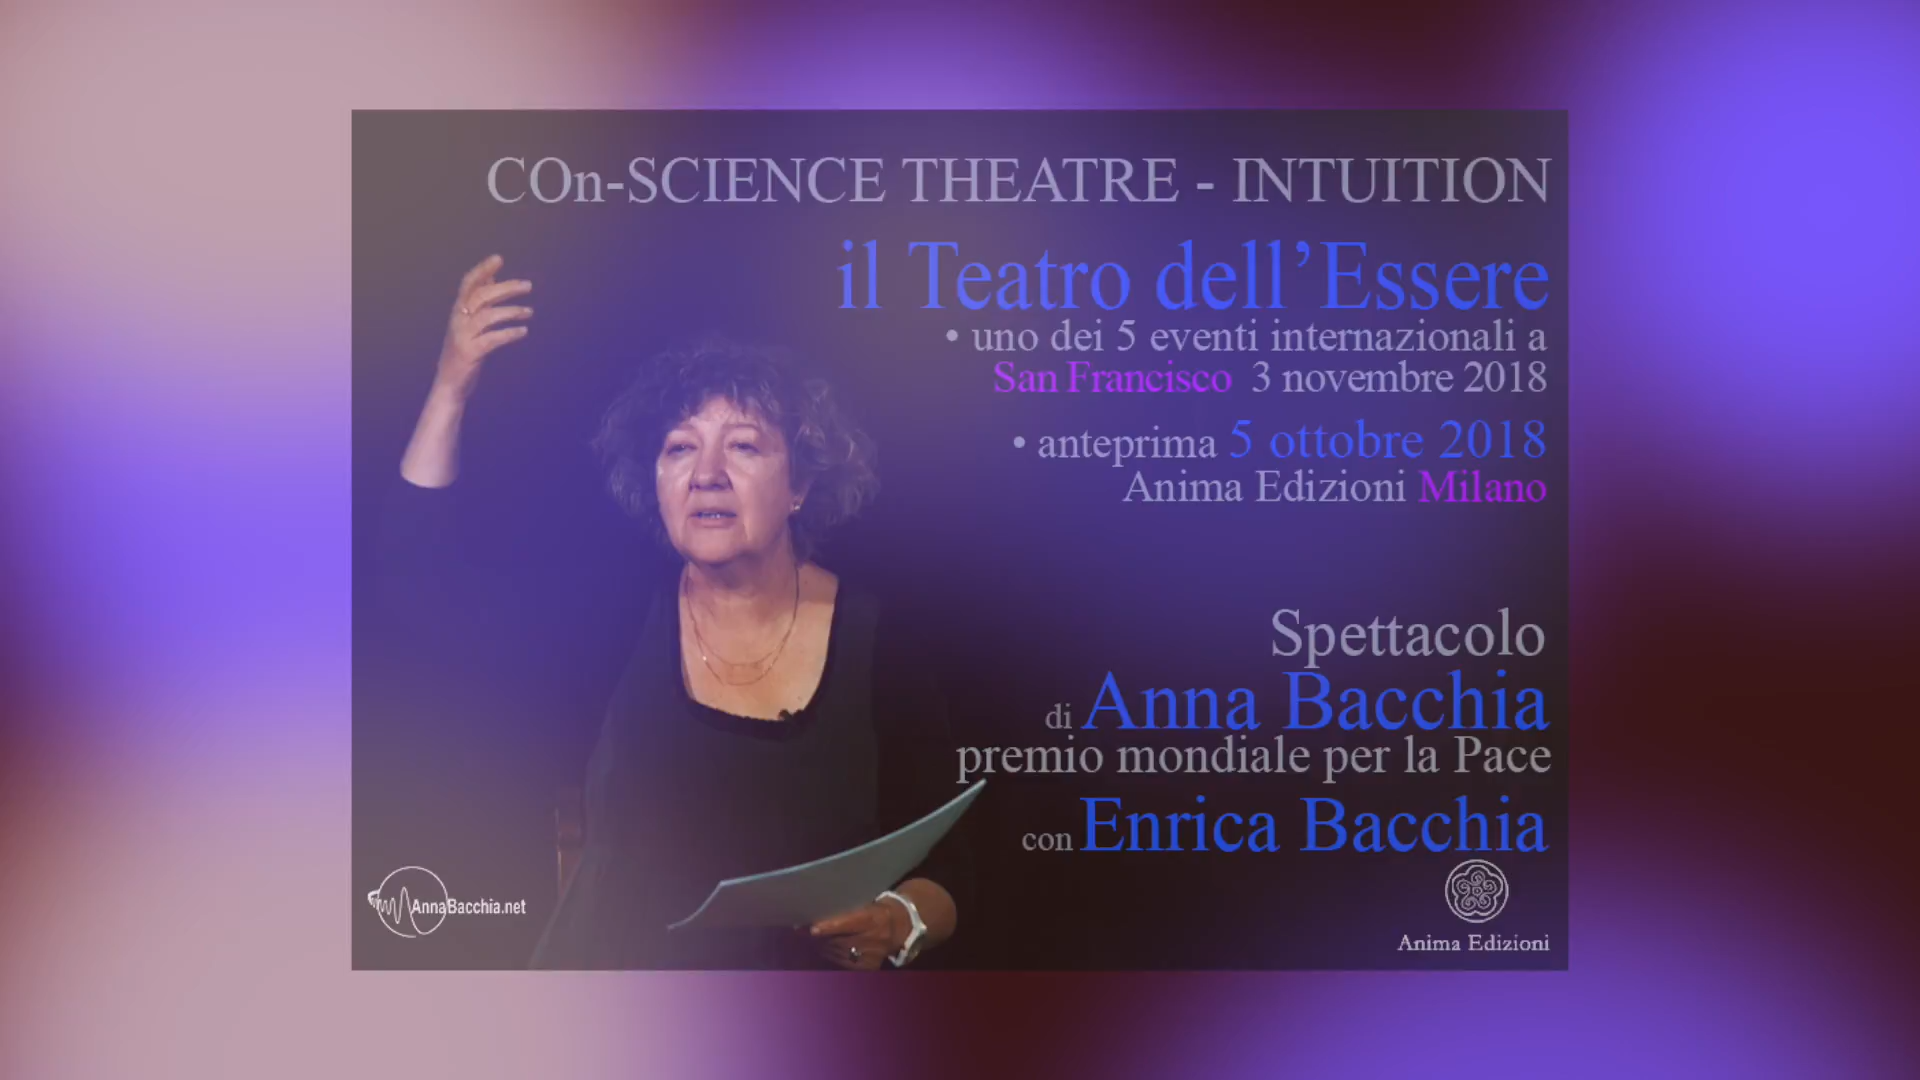 COn-SCIENCE THEATRE - INTUITION
il Teatro dell’Essere
• uno dei 5 eventi internazionali a
San Francisco 3 novembre 2018
• anteprima 5 ottobre 2018
Anima Edizioni Milano
Spettacolo
di Anna Bacchia
premio mondiale per la Pace
con Enrica Bacchia
AnnaBacchia.net
Anima Edizioni